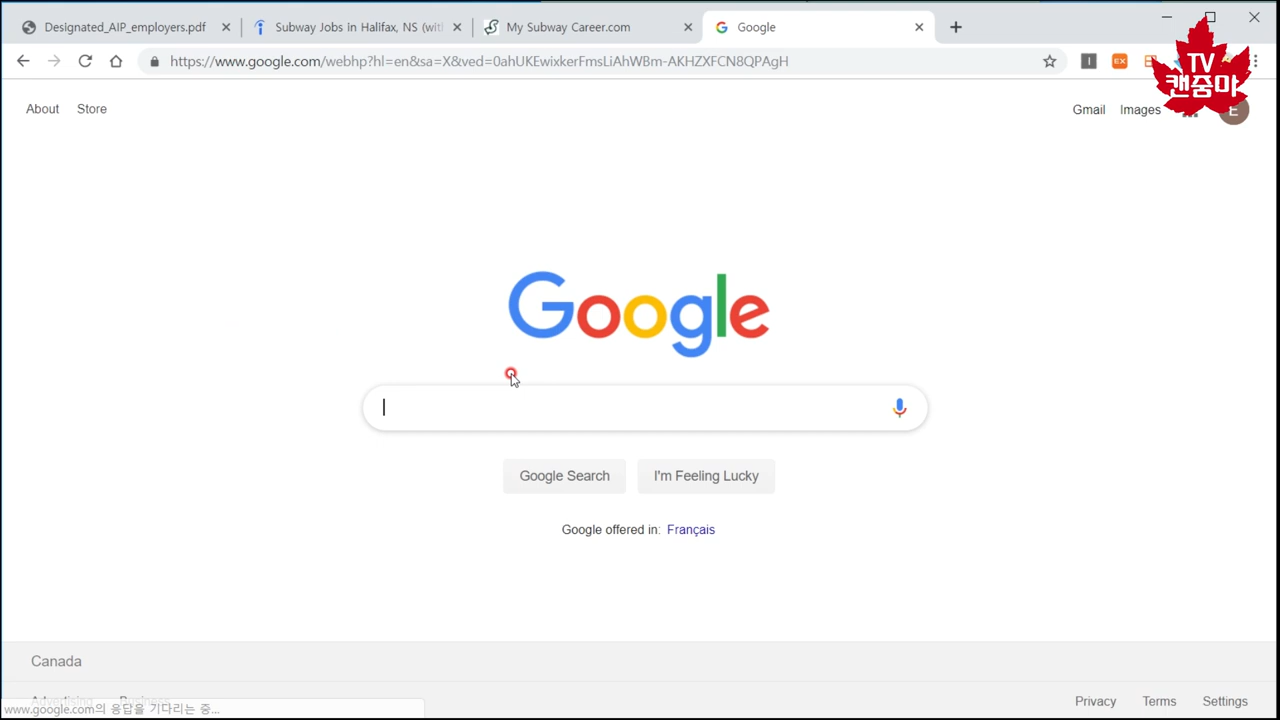 Designated_AIP_employers.pdf
Subway Jobs in Halifax, NS (wit
My Subway Career.com
Google
https://www.google.com/webhp?hl=en&sa=X&ved=0ahUKEwixkerFmsLiAhWBm-AKHZXFCN8QPAgH
EX
TV
캔줌마
About Store
Gmail Images
E
Google
Google Search I'm Feeling Lucky
Google offered in: Français
Canada
Advertising Business
Privacy Terms Settings
www.google.com의 응답을 기다리는 중...